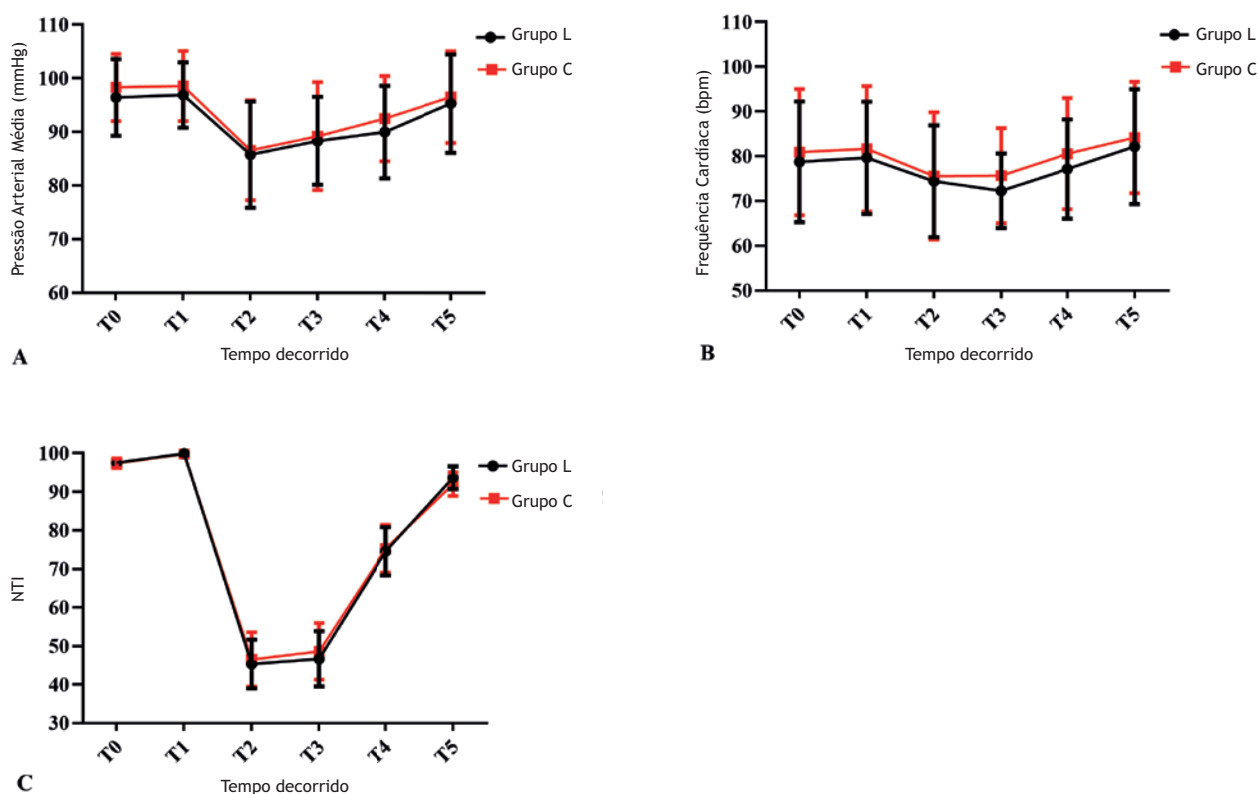 Pressão Arterial Média (mmHg)
110
100
90
80
70
60
T0 T1 T2 T3 T4 T5
Tempo decorrido
Grupo L
Grupo C
A
Frequência Cardíaca (bpm)
110
100
90
80
70
60
50
T0 T1 T2 T3 T4 T5
Tempo decorrido
Grupo L
Grupo C
B
NTI
100
90
80
70
60
50
40
30
T0 T1 T2 T3 T4 T5
Tempo decorrido
Grupo L
Grupo C
C